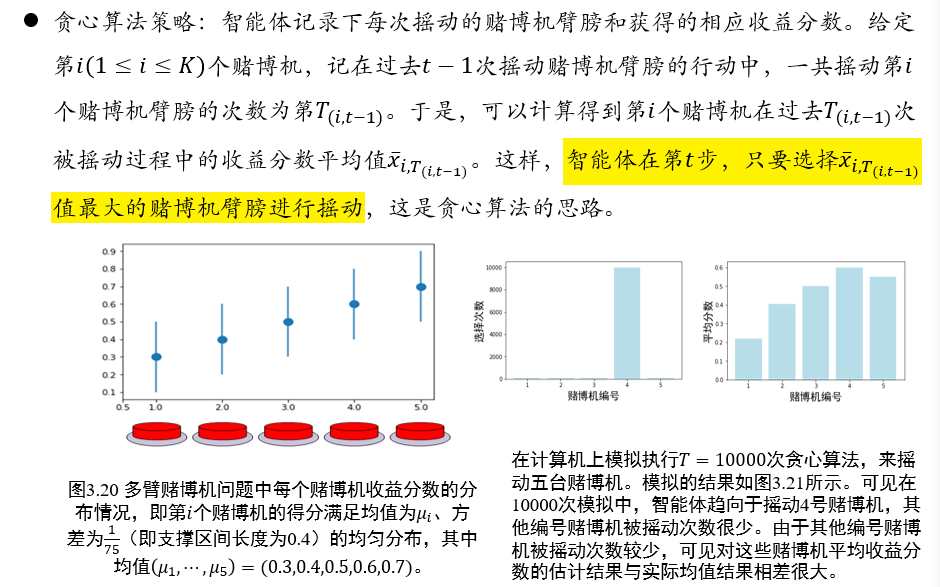 ● 贪心算法策略：智能体记录下每次摇动的赌博机臂膀和获得的相应收益分数。给定
第i(1 ≤ i ≤ K)个赌博机，记在过去t − 1次摇动赌博机臂膀的行动中，一共摇动第i
个赌博机臂膀的次数为第T(i,t−1)。于是，可以计算得到第i个赌博机在过去T(i,t−1)次
被摇动过程中的收益分数平均值x̄i,T(i,t−1)。这样，智能体在第t步，只要选择x̄i,T(i,t−1)
值最大的赌博机臂膀进行摇动，这是贪心算法的思路。
0.9
0.8
0.7
0.6
0.5
0.4
0.3
0.2
0.1
0.5 1.0 2.0 3.0 4.0 5.0
选择次数
10000
8000
6000
4000
2000
0
1 2 3 4 5
赌博机编号
平均分数
0.6
0.5
0.4
0.3
0.2
0.1
0.0
1 2 3 4 5
赌博机编号
图3.20 多臂赌博机问题中每个赌博机收益分数的分
布情况，即第i个赌博机的得分满足均值为μi、方
差为1/75（即支撑区间长度为0.4）的均匀分布，其中
均值(μ1,⋯,μ5) = (0.3,0.4,0.5,0.6,0.7)。
在计算机上模拟执行T = 10000次贪心算法，来摇
动五台赌博机。模拟的结果如图3.21所示。可见在
10000次模拟中，智能体趋向于摇动4号赌博机，其
他编号赌博机被摇动次数很少。由于其他编号赌博
机被摇动次数较少，可见对这些赌博机平均收益分
数的估计结果与实际均值结果相差很大。